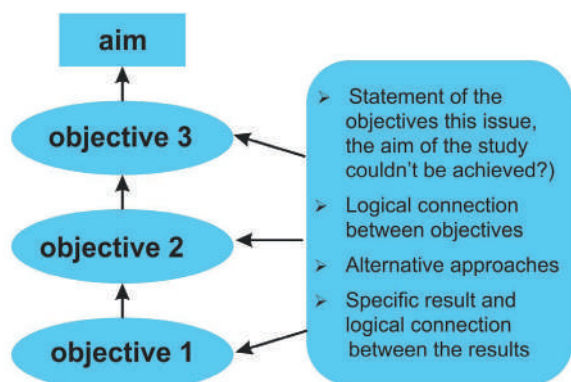 aim
objective 3
objective 2
objective 1
➤ Statement of the
objectives this issue,
the aim of the study
couldn't be achieved?)
➤ Logical connection
between objectives
➤ Alternative approaches
➤ Specific result and
logical connection
between the results